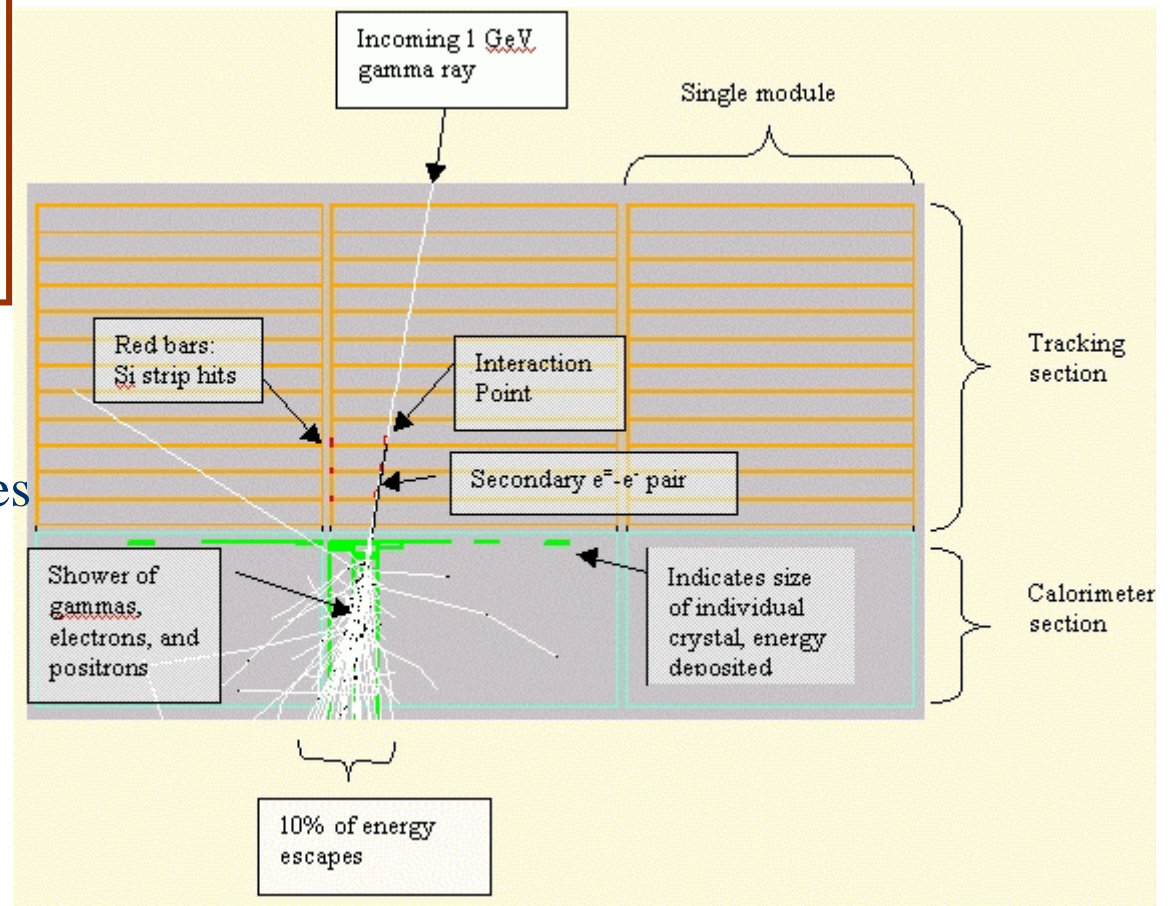 Incoming 1 GeV
gamma ray
Single module
Red bars:
Si strip hits
Interaction
Point
Tracking
section
es
Secondary e⁼-e⁻ pair
Shower of
gammas,
electrons, and
positrons
Indicates size
of individual
crystal, energy
deposited
Calorimeter
section
10% of energy
escapes